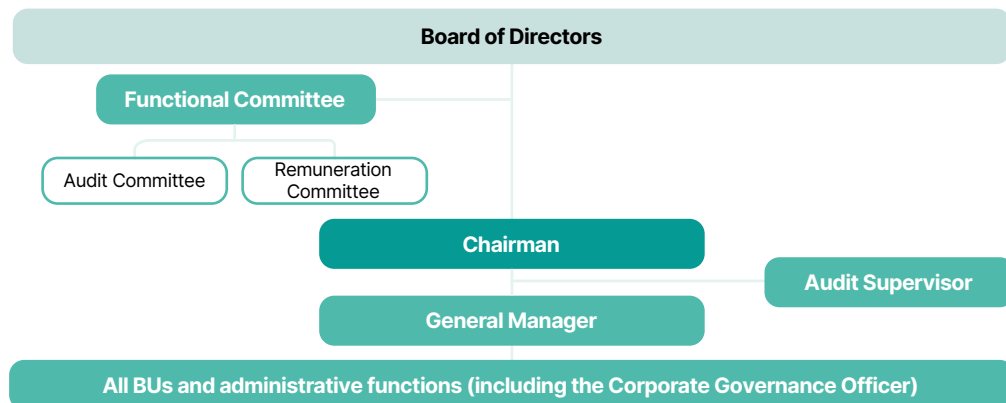 Board of Directors
Functional Committee
Audit Committee
Remuneration
Committee
Chairman
Audit Supervisor
General Manager
All BUs and administrative functions (including the Corporate Governance Officer)